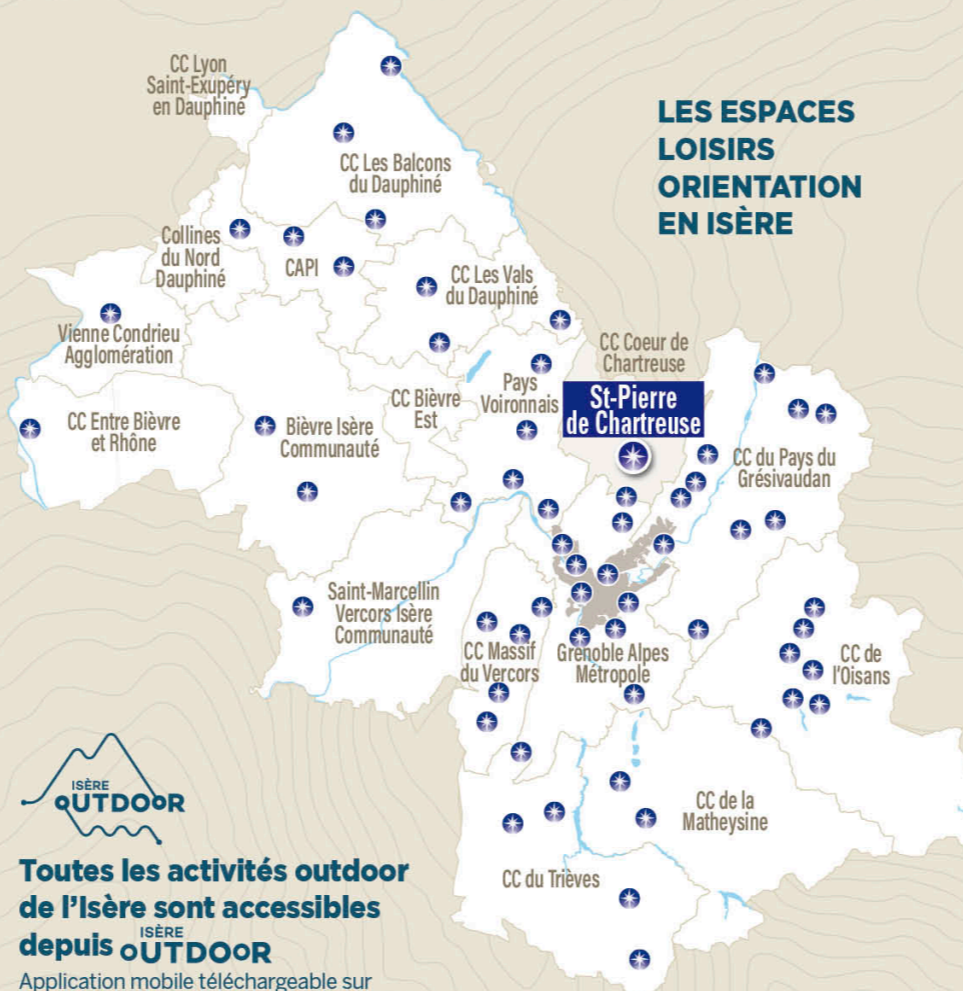 LES ESPACES
LOISIRS
ORIENTATION
EN ISÈRE
CC Lyon
Saint-Exupéry
en Dauphiné
CC Les Balcons
du Dauphiné
Collines
du Nord
Dauphiné
CAPI
CC Les Vals
du Dauphiné
Vienne Condrieu
Agglomération
CC Coeur de
Chartreuse
St-Pierre
de Chartreuse
Pays
Voironnais
CC Bièvre
Est
CC Entre Bièvre
et Rhône
Bièvre Isère
Communauté
CC du Pays du
Grésivaudan
Saint-Marcellin
Vercors Isère
Communauté
CC Massif
du Vercors
Grenoble Alpes
Métropole
CC de
l'Oisans
CC de la
Matheysine
CC du Trièves
ISÈRE
OUTDOOR
Toutes les activités outdoor
de l'Isère sont accessibles
depuis ISÈRE OUTDOOR
Application mobile téléchargeable sur